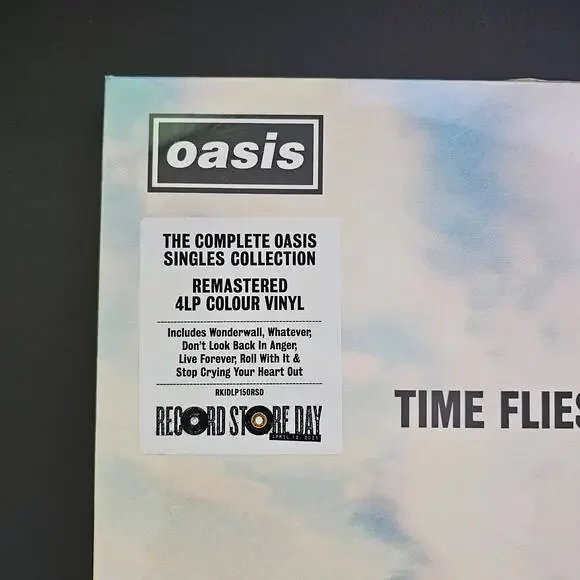 oasis
THE COMPLETE OASIS
SINGLES COLLECTION
REMASTERED
4LP COLOUR VINYL
Includes Wonderwall, Whatever,
Don't Look Back In Anger,
Live Forever, Roll With It &
Stop Crying Your Heart Out
RKIDLP150RSD
RECORD STORE DAY
TIME FLIES